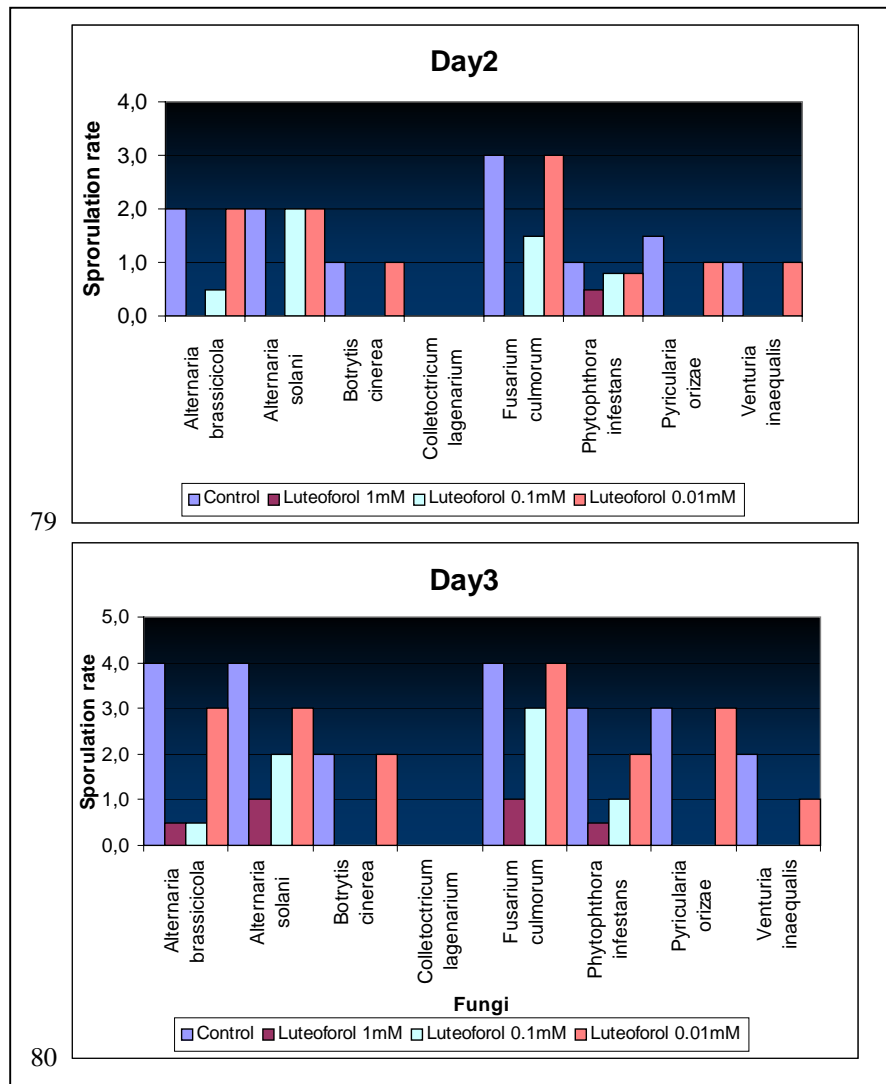 Day2
Sprorulation rate
4,0
3,0
2,0
1,0
0,0
Alternaria
brassicicola
Alternaria
solani
Botrytis
cinerea
Colletoctricum
lagenarium
Fusarium
culmorum
Phytophthora
infestans
Pyricularia
orizae
Venturia
inaequalis
Control Luteoforol 1mM Luteoforol 0.1mM Luteoforol 0.01mM
79
Day3
Sporulation rate
5,0
4,0
3,0
2,0
1,0
0,0
Alternaria
brassicicola
Alternaria
solani
Botrytis
cinerea
Colletoctricum
lagenarium
Fusarium
culmorum
Phytophthora
infestans
Pyricularia
orizae
Venturia
inaequalis
Fungi
Control Luteoforol 1mM Luteoforol 0.1mM Luteoforol 0.01mM
80